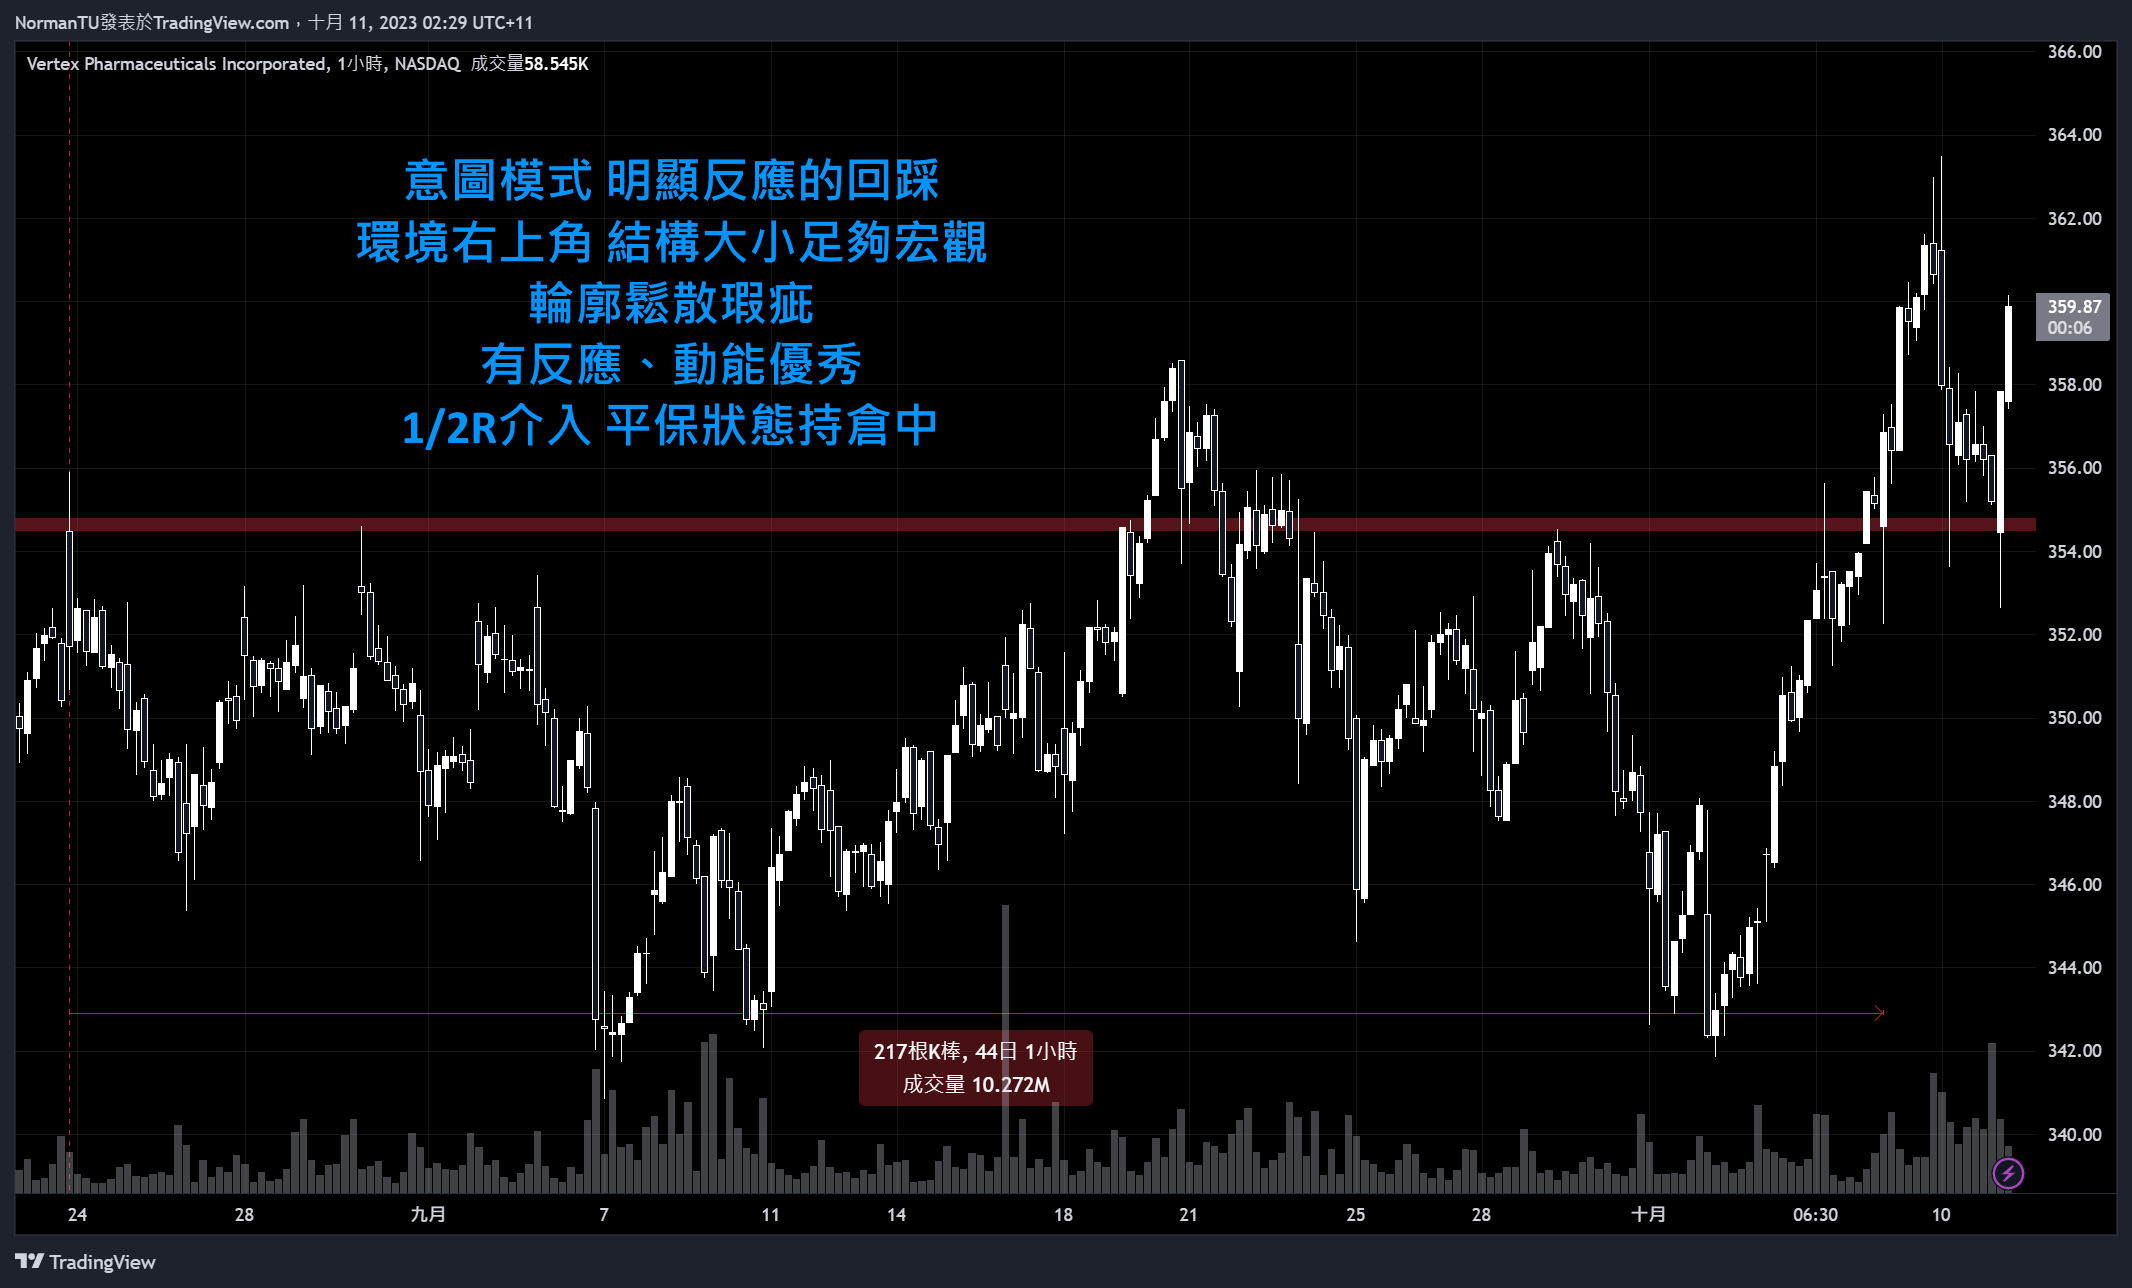 NormanTU發表於TradingView.com，十月 11, 2023 02:29 UTC+11
Vertex Pharmaceuticals Incorporated, 1小時, NASDAQ 成交量58.545K
意圖模式 明顯反應的回踩
環境右上角 結構大小足夠宏觀
輪廓鬆散瑕疵
有反應、動能優秀
1/2R介入 平保狀態持倉中
366.00
364.00
362.00
359.87
00:06
358.00
356.00
354.00
352.00
350.00
348.00
346.00
344.00
342.00
340.00
217根K棒, 44日 1小時
成交量 10.272M
24 28 九月 7 11 14 18 21 25 28 十月 06:30 10
TradingView